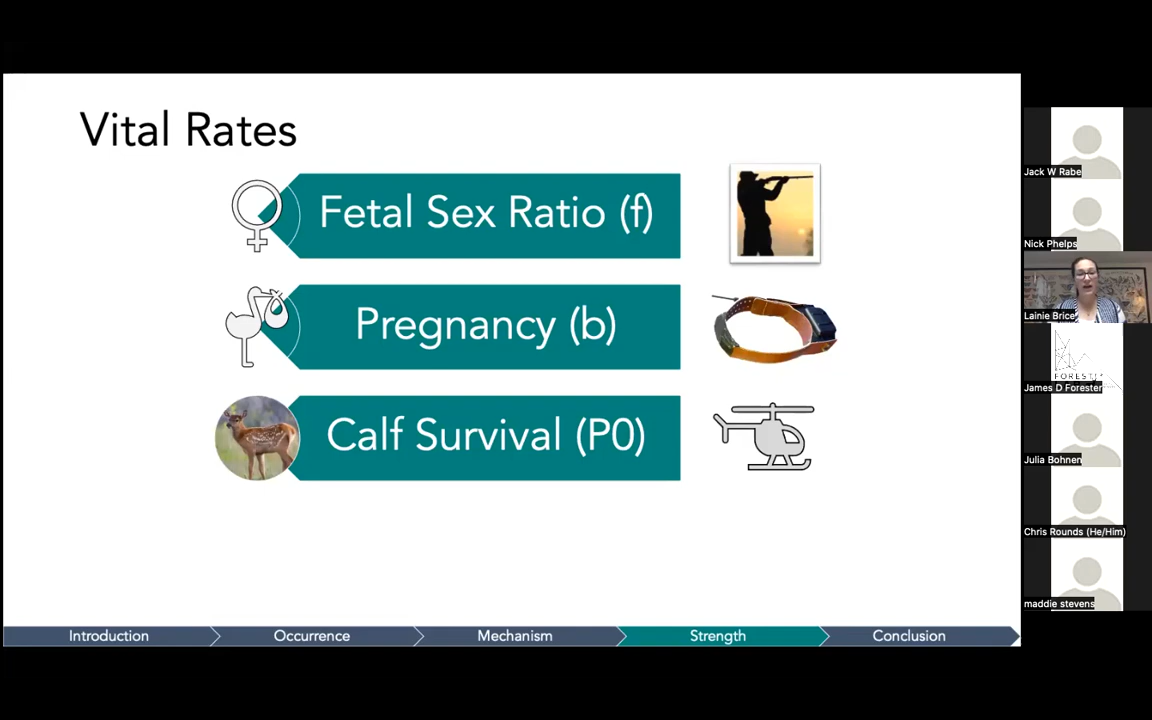 Vital Rates
Fetal Sex Ratio (f)
Pregnancy (b)
Calf Survival (P0)
Introduction
Occurrence
Mechanism
Strength
Conclusion
Jack W Rabe
Nick Phelps
Lainie Brice
FOREST
James D Forester
Julia Bohnen
Chris Rounds (He/Him)
maddie stevens